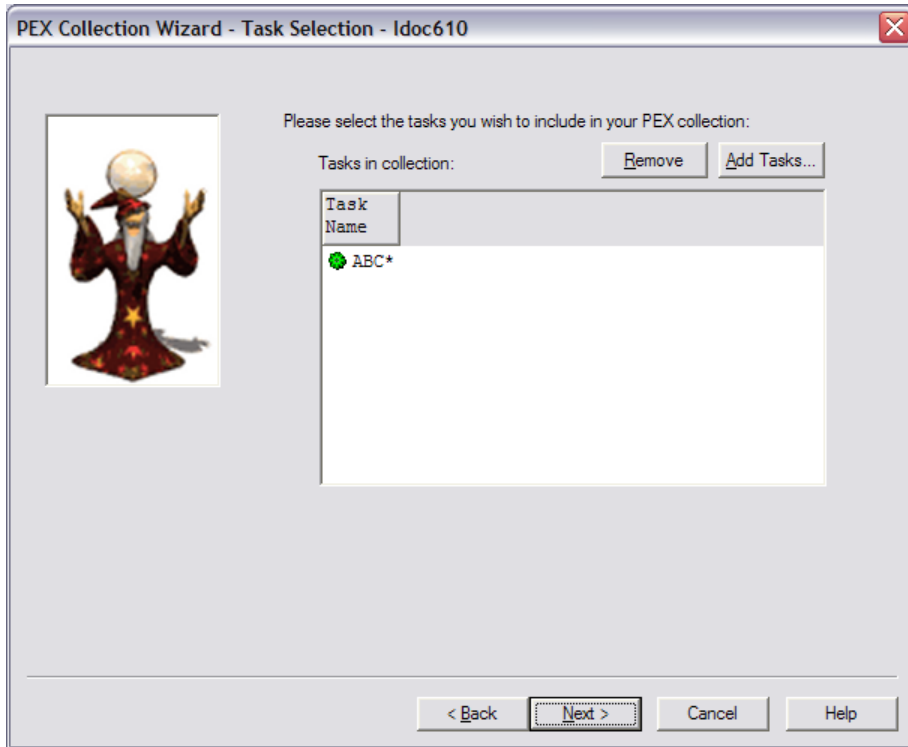 PEX Collection Wizard - Task Selection - Idoc610
Please select the tasks you wish to include in your PEX collection:
Tasks in collection:
Remove
Add Tasks...
Task
Name
ABC*
< Back
Next >
Cancel
Help